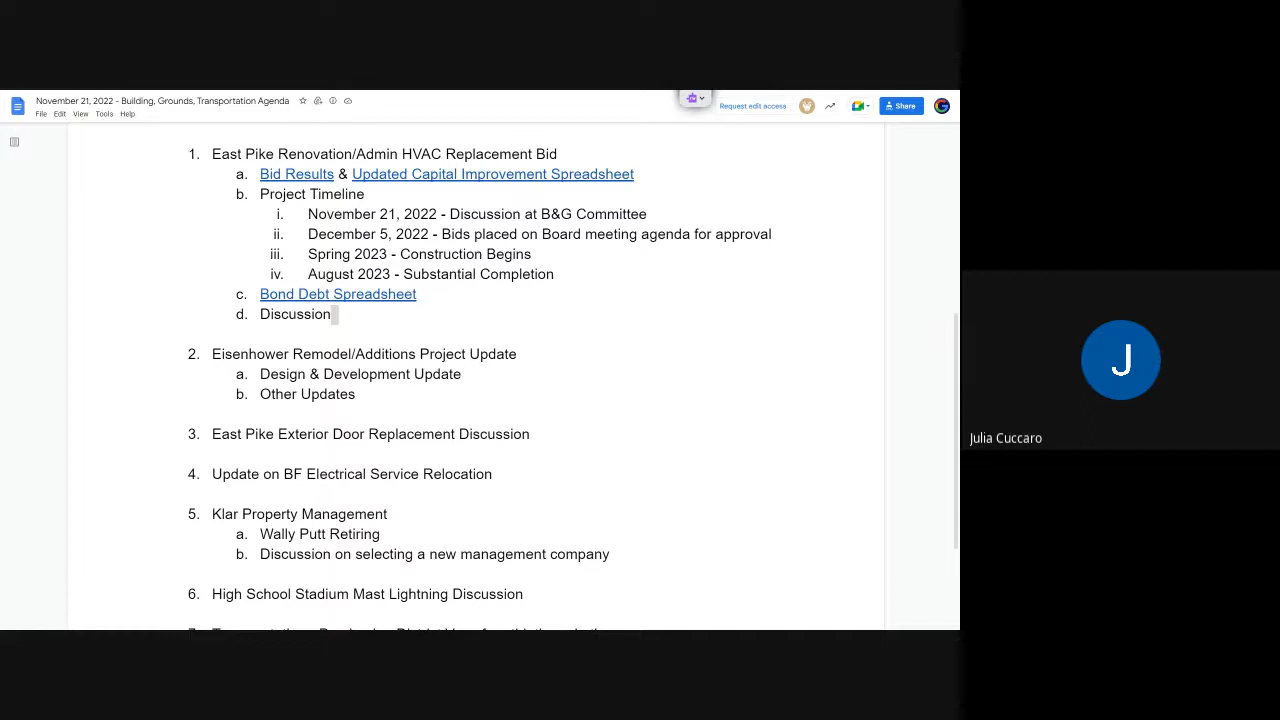 November 21, 2022 - Building, Grounds, Transportation Agenda
File Edit View Tools Help
Request edit access
Share
1. East Pike Renovation/Admin HVAC Replacement Bid
a. Bid Results & Updated Capital Improvement Spreadsheet
b. Project Timeline
i. November 21, 2022 - Discussion at B&G Committee
ii. December 5, 2022 - Bids placed on Board meeting agenda for approval
iii. Spring 2023 - Construction Begins
iv. August 2023 - Substantial Completion
c. Bond Debt Spreadsheet
d. Discussion
2. Eisenhower Remodel/Additions Project Update
a. Design & Development Update
b. Other Updates
3. East Pike Exterior Door Replacement Discussion
4. Update on BF Electrical Service Relocation
5. Klar Property Management
a. Wally Putt Retiring
b. Discussion on selecting a new management company
6. High School Stadium Mast Lightning Discussion
J
Julia Cuccaro